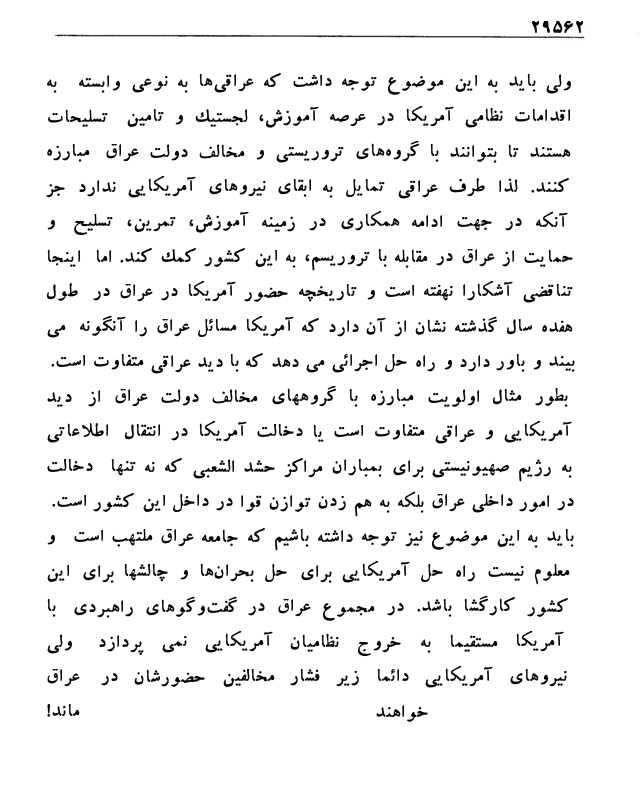 ۲۹۵۶۲
ولی باید به این موضوع توجه داشت که عراقی‌ها به نوعی وابسته به
اقدامات نظامی آمریکا در عرصه آموزش، لجستیك و تامین تسلیحات
هستند تا بتوانند با گروه‌های تروریستی و مخالف دولت عراق مبارزه
کنند. لذا طرف عراقی تمایل به ابقای نیروهای آمریکایی ندارد جز
آنکه در جهت ادامه همکاری در زمینه آموزش، تمرین، تسلیح و
حمایت از عراق در مقابله با تروریسم، به این کشور کمك کند. اما اینجا
تناقضی آشکارا نهفته است و تاریخچه حضور آمریکا در عراق در طول
هفده سال گذشته نشان از آن دارد که آمریکا مسائل عراق را آنگونه می
بیند و باور دارد و راه حل اجرائی می دهد که با دید عراقی متفاوت است.
بطور مثال اولویت مبارزه با گروههای مخالف دولت عراق از دید
آمریکایی و عراقی متفاوت است یا دخالت آمریکا در انتقال اطلاعاتی
به رژیم صهیونیستی برای بمباران مراکز حشد الشعبی که نه تنها دخالت
در امور داخلی عراق بلکه به هم زدن توازن قوا در داخل این کشور است.
باید به این موضوع نیز توجه داشته باشیم که جامعه عراق ملتهب است و
معلوم نیست راه حل آمریکایی برای حل بحران‌ها و چالشها برای این
کشور کارگشا باشد. در مجموع عراق در گفت‌وگوهای راهبردی با
آمریکا مستقیما به خروج نظامیان آمریکایی نمی پردازد ولی
نیروهای آمریکایی دائما زیر فشار مخالفین حضورشان در عراق
خواهند ماند!